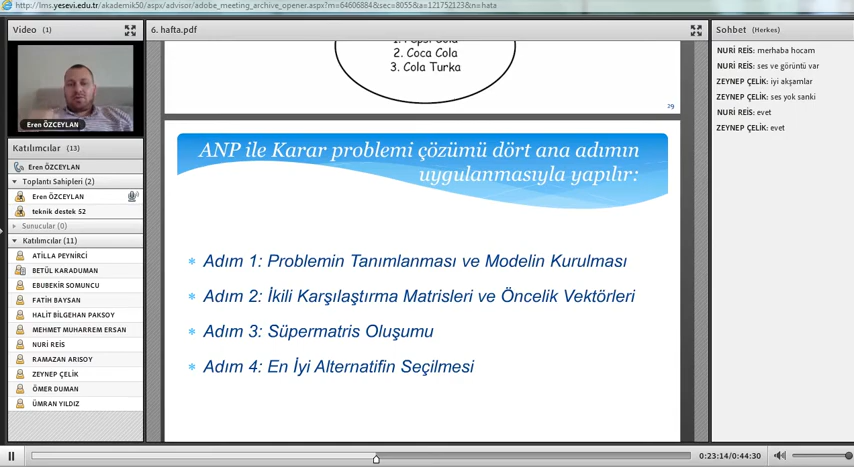 http://lms.yesevi.edu.tr/akademik50/aspx/advisor/adobe_meeting_archive_opener.aspx?m=64606884&sec=8055&a=121752123&n=hata
Video (1)
Eren ÖZCEYLAN
Katılımcılar (13)
Eren ÖZCEYLAN
Toplantı Sahipleri (2)
Eren ÖZCEYLAN
teknik destek 52
Sunucular (0)
Katılımcılar (11)
ATİLLA PEYNİRCİ
BETÜL KARADUMAN
EBUBEKİR SOMUNCU
FATİH BAYSAN
HALİT BİLGEHAN PAKSOY
MEHMET MUHARREM ERSAN
NURİ REİS
RAMAZAN ARISOY
ZEYNEP ÇELİK
ÖMER DUMAN
ÜMRAN YILDIZ
6. hafta.pdf
1. Pepsi Cola
2. Coca Cola
3. Cola Turka
29
ANP ile Karar problemi çözümü dört ana adımın
uygulanmasıyla yapılır:
Adım 1: Problemin Tanımlanması ve Modelin Kurulması
Adım 2: İkili Karşılaştırma Matrisleri ve Öncelik Vektörleri
Adım 3: Süpermatris Oluşumu
Adım 4: En İyi Alternatifin Seçilmesi
Sohbet (Herkes)
NURİ REİS: merhaba hocam
NURİ REİS: ses ve görüntü var
ZEYNEP ÇELİK: iyi akşamlar
ZEYNEP ÇELİK: ses yok sanki
NURİ REİS: evet
ZEYNEP ÇELİK: evet
0:23:14/0:44:30